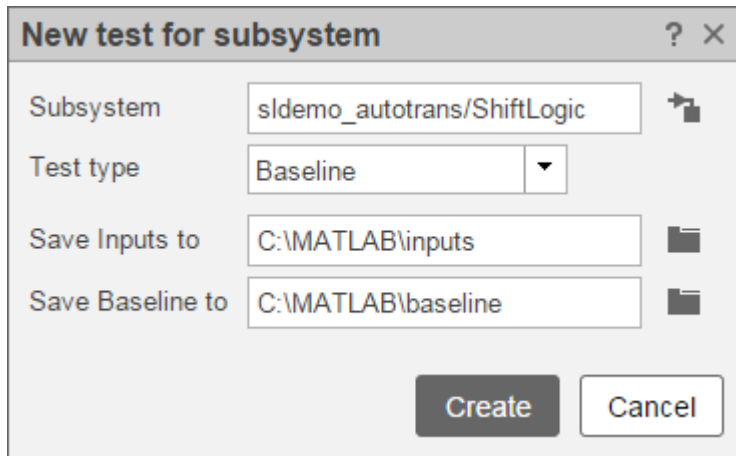 New test for subsystem ? ×
Subsystem sldemo_autotrans/ShiftLogic
Test type Baseline
Save Inputs to C:\MATLAB\inputs
Save Baseline to C:\MATLAB\baseline
Create Cancel